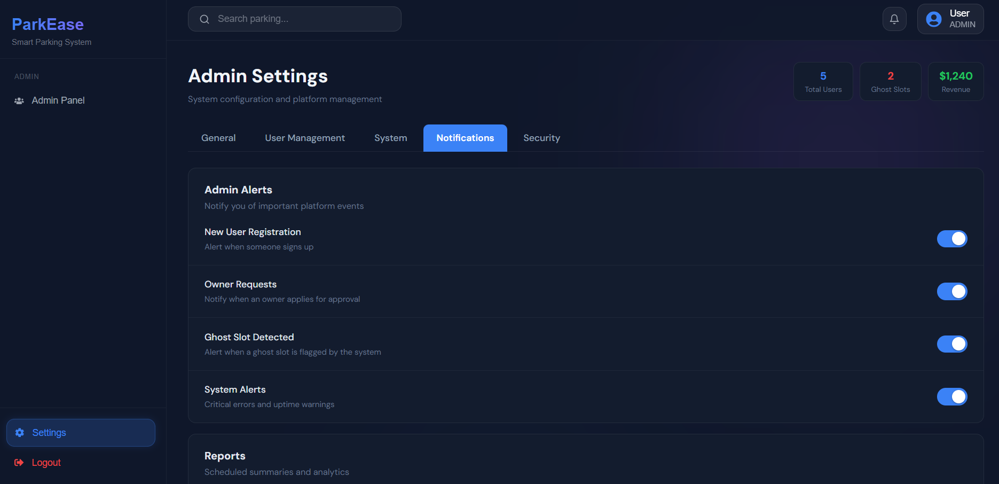 ParkEase
Smart Parking System
ADMIN
Admin Panel
Settings
Logout
Search parking...
User
ADMIN
Admin Settings
System configuration and platform management
5
Total Users
2
Ghost Slots
$1,240
Revenue
General
User Management
System
Notifications
Security
Admin Alerts
Notify you of important platform events
New User Registration
Alert when someone signs up
Owner Requests
Notify when an owner applies for approval
Ghost Slot Detected
Alert when a ghost slot is flagged by the system
System Alerts
Critical errors and uptime warnings
Reports
Scheduled summaries and analytics